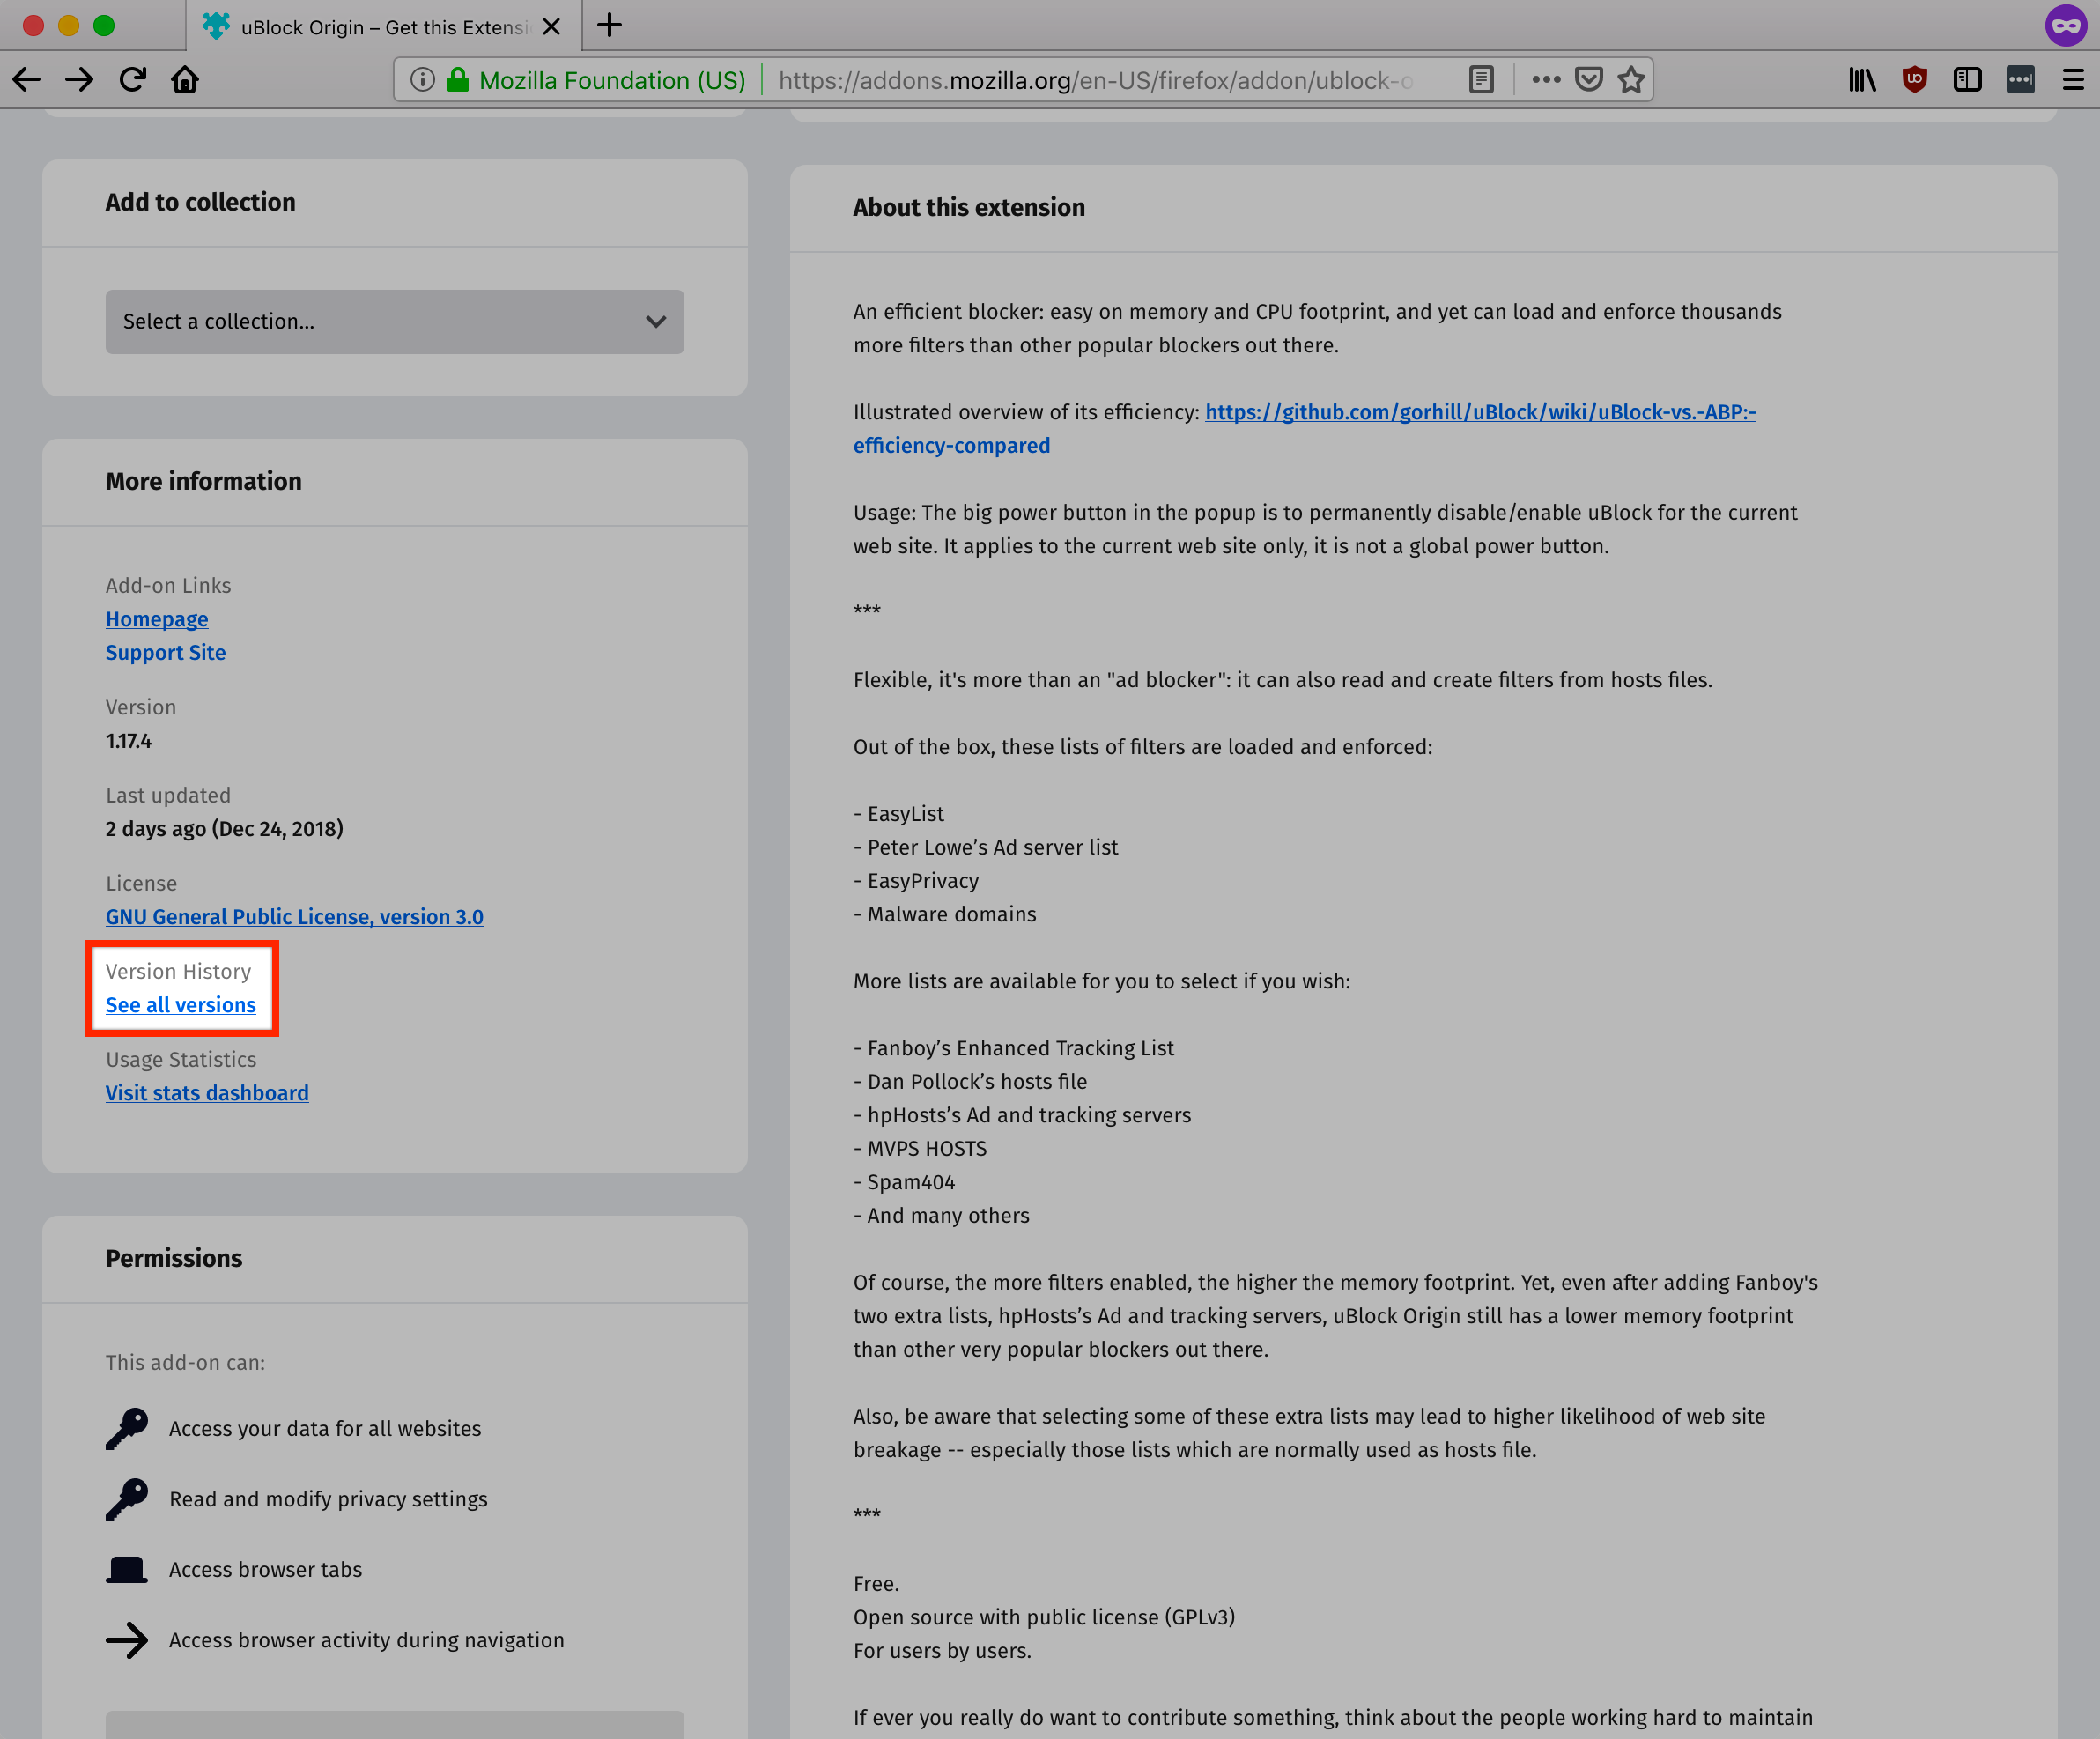 uBlock Origin – Get this Extensi
Mozilla Foundation (US)
https://addons.mozilla.org/en-US/firefox/addon/ublock-o
Add to collection
Select a collection...
More information
Add-on Links
Homepage
Support Site
Version
1.17.4
Last updated
2 days ago (Dec 24, 2018)
License
GNU General Public License, version 3.0
Version History
See all versions
Usage Statistics
Visit stats dashboard
Permissions
This add-on can:
Access your data for all websites
Read and modify privacy settings
Access browser tabs
Access browser activity during navigation
About this extension
An efficient blocker: easy on memory and CPU footprint, and yet can load and enforce thousands
more filters than other popular blockers out there.
Illustrated overview of its efficiency: https://github.com/gorhill/uBlock/wiki/uBlock-vs.-ABP:-
efficiency-compared
Usage: The big power button in the popup is to permanently disable/enable uBlock for the current
web site. It applies to the current web site only, it is not a global power button.
***
Flexible, it's more than an "ad blocker": it can also read and create filters from hosts files.
Out of the box, these lists of filters are loaded and enforced:
- EasyList
- Peter Lowe’s Ad server list
- EasyPrivacy
- Malware domains
More lists are available for you to select if you wish:
- Fanboy’s Enhanced Tracking List
- Dan Pollock’s hosts file
- hpHosts’s Ad and tracking servers
- MVPS HOSTS
- Spam404
- And many others
Of course, the more filters enabled, the higher the memory footprint. Yet, even after adding Fanboy's
two extra lists, hpHosts’s Ad and tracking servers, uBlock Origin still has a lower memory footprint
than other very popular blockers out there.
Also, be aware that selecting some of these extra lists may lead to higher likelihood of web site
breakage -- especially those lists which are normally used as hosts file.
***
Free.
Open source with public license (GPLv3)
For users by users.
If ever you really do want to contribute something, think about the people working hard to maintain